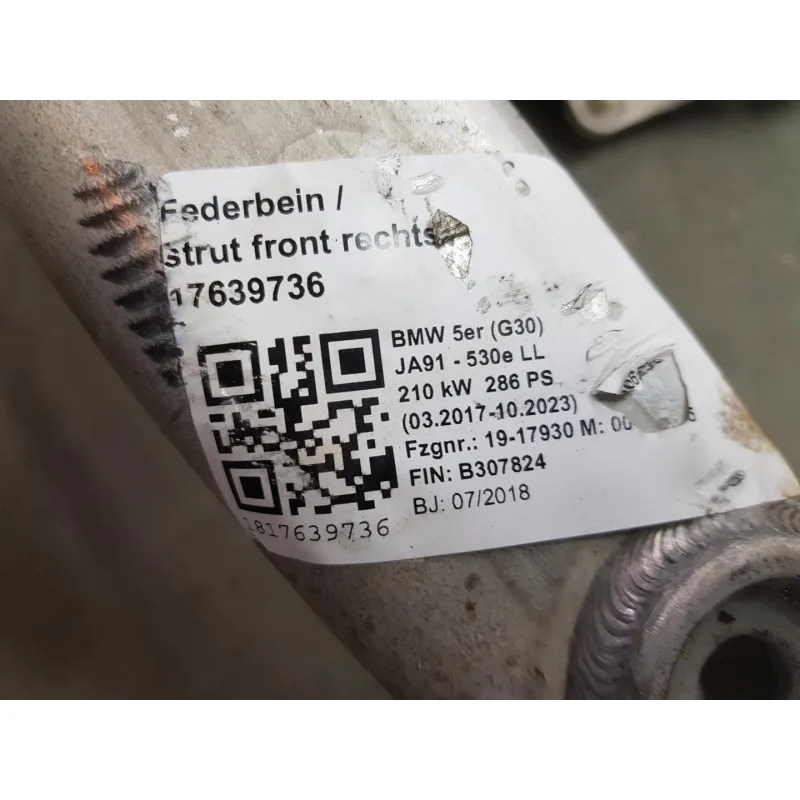 Federbein /
strut front rechts
17639736
BMW 5er (G30)
JA91 - 530e LL
210 kW 286 PS
(03.2017-10.2023)
Fzgnr.: 19-17930 M: 00
FIN: B307824
BJ: 07/2018
1817639736